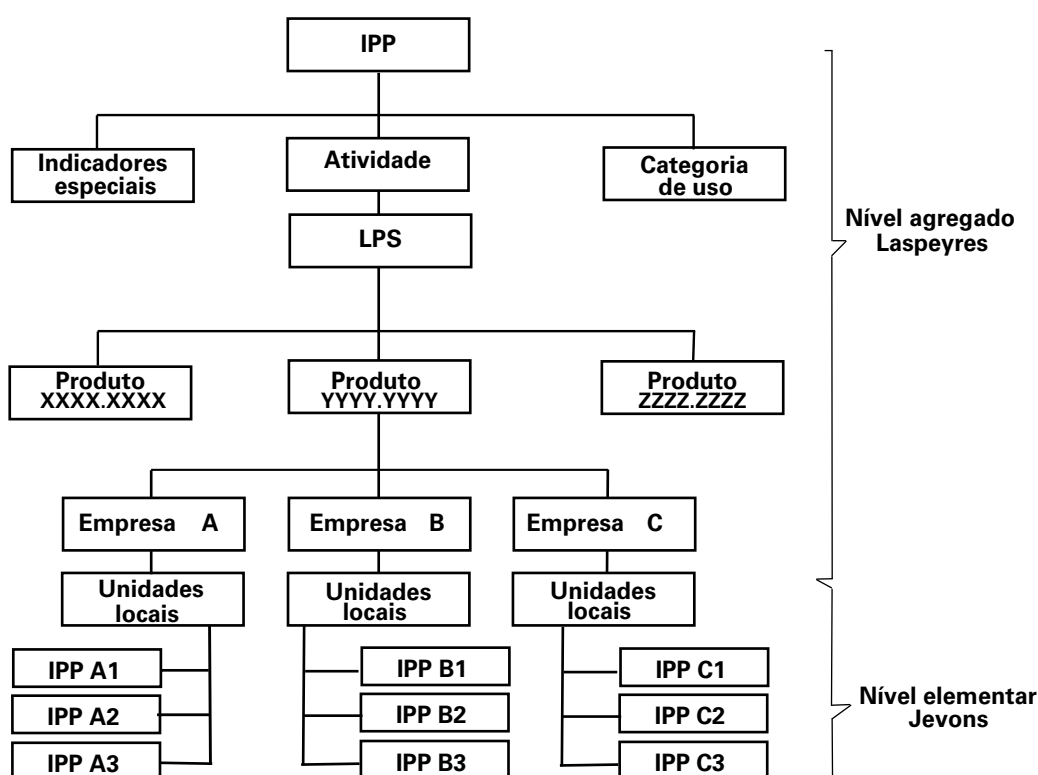 IPP
Indicadores
especiais
Atividade
Categoria
de uso
LPS
Nível agregado
Laspeyres
Produto
XXXX.XXXX
Produto
YYYY.YYYY
Produto
ZZZZ.ZZZZ
Empresa A
Empresa B
Empresa C
Unidades
locais
Unidades
locais
Unidades
locais
IPP A1
IPP B1
IPP C1
IPP A2
IPP B2
IPP C2
Nível elementar
Jevons
IPP A3
IPP B3
IPP C3